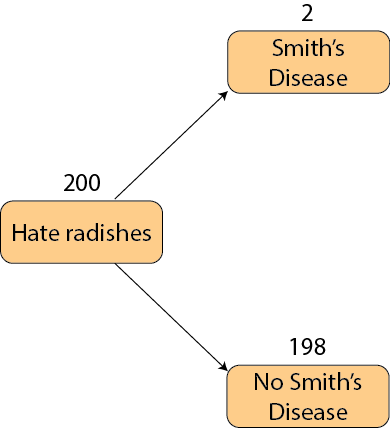 2
Smith's
Disease
200
Hate radishes
198
No Smith's
Disease